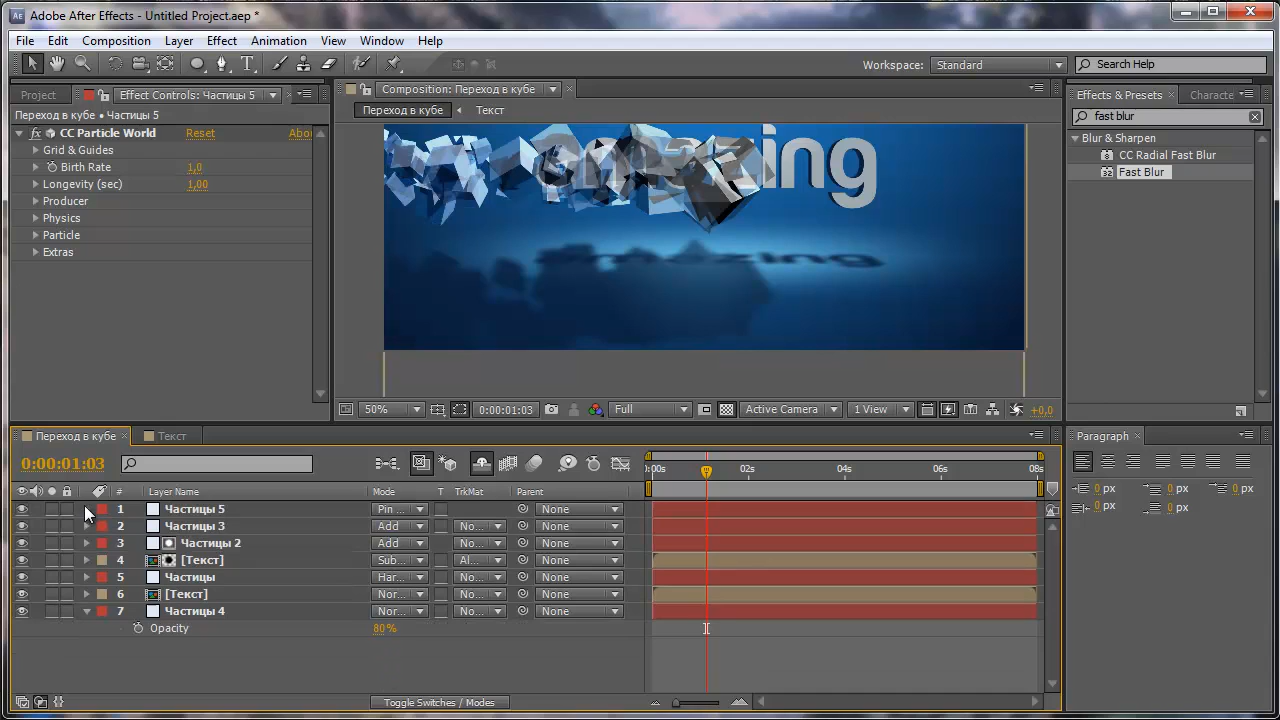 Adobe After Effects - Untitled Project.aep *
File Edit Composition Layer Effect Animation View Window Help
Workspace: Standard Search Help
Project Effect Controls: Частицы 5
Переход в кубе • Частицы 5
fx CC Particle World Reset Abou
Grid & Guides
Birth Rate 1,0
Longevity (sec) 1,00
Producer
Physics
Particle
Extras
Composition: Переход в кубе
Переход в кубе Текст
amazing
amazing
50% 0:00:01:03 Full Active Camera 1 View +0,0
Effects & Presets Characte
fast blur
Blur & Sharpen
CC Radial Fast Blur
Fast Blur
Переход в кубе Текст
0:00:01:03
# Layer Name Mode T TrkMat Parent
1 Частицы 5 Pin ... None
2 Частицы 3 Add No... None
3 Частицы 2 Add No... None
4 [Текст] Sub... Al... None
5 Частицы Har... No... None
6 [Текст] Nor... No... None
7 Частицы 4 Nor... No... None
Opacity 80%
Toggle Switches / Modes
:00s 02s 04s 06s 08s
Paragraph
0 px 0 px 0 px
0 px 0 px